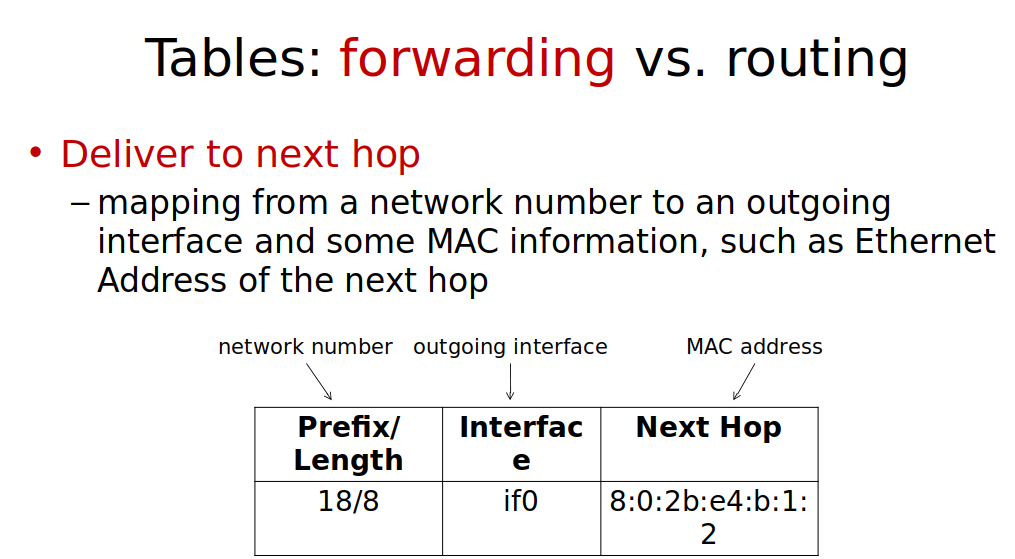 Tables: forwarding vs. routing
• Deliver to next hop
– mapping from a network number to an outgoing
interface and some MAC information, such as Ethernet
Address of the next hop
network number outgoing interface MAC address
Prefix/ Interfac Next Hop
Length e
18/8 if0 8:0:2b:e4:b:1:
2